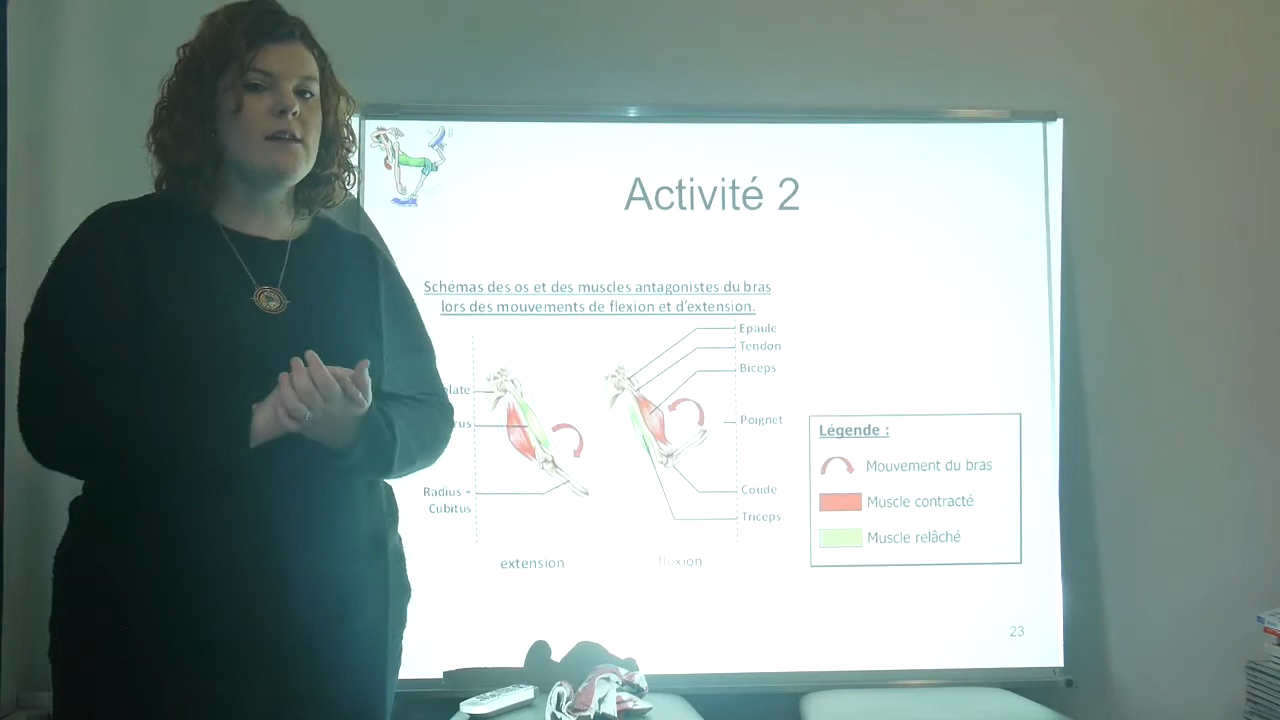 Activité 2
Schémas des os et des muscles antagonistes du bras
lors des mouvements de flexion et d'extension.
Epaule
Tendon
Biceps
Poignet
Radius +
Cubitus
Coude
Triceps
extension
flexion
Légende :
Mouvement du bras
Muscle contracté
Muscle relâché
23